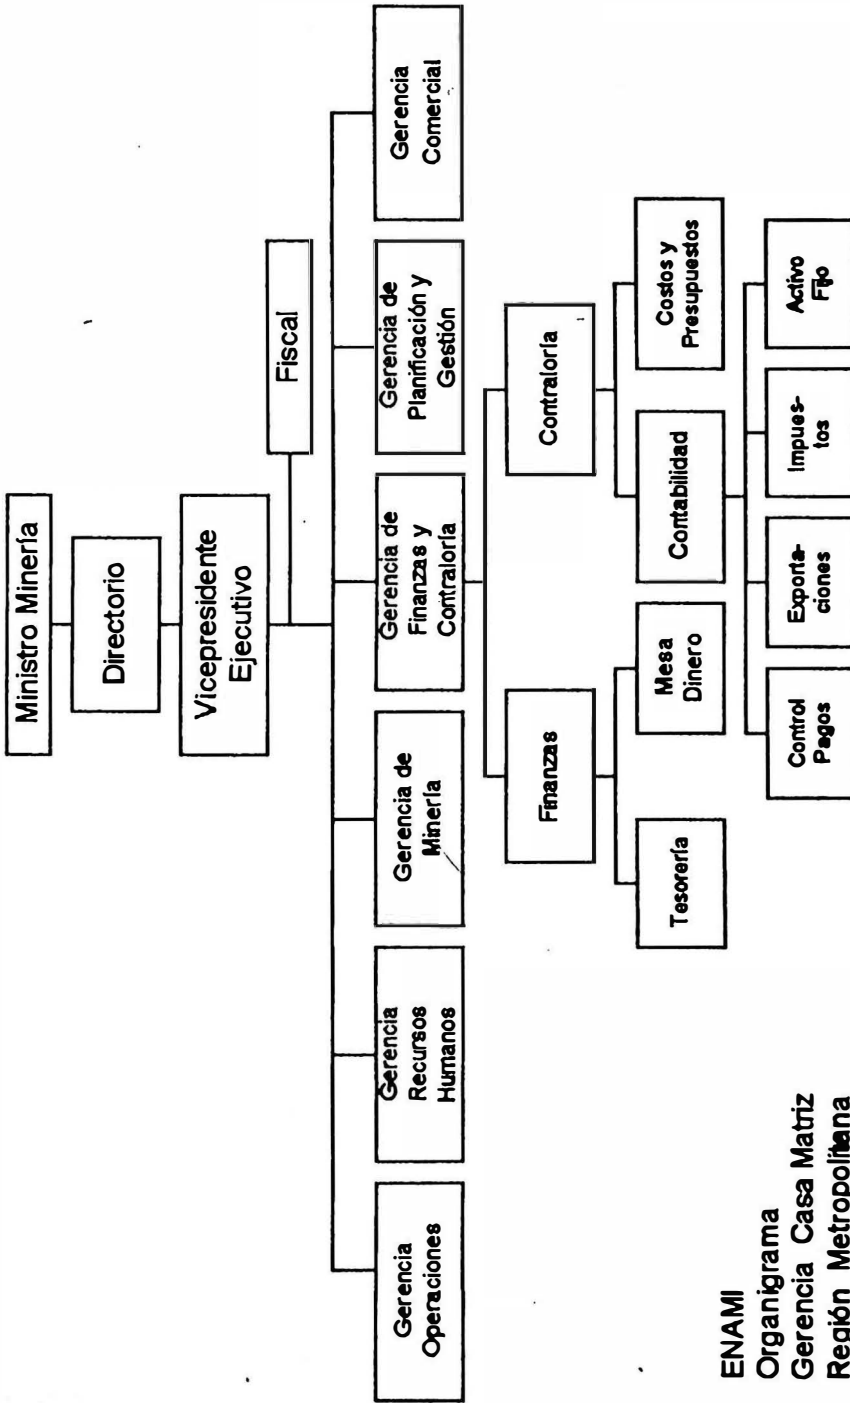 Ministro Minería
Directorio
Vicepresidente
Ejecutivo
Fiscal
Gerencia
Operaciones
Gerencia
Recursos
Humanos
Gerencia de
Minería
Gerencia de
Finanzas y
Contraloría
Gerencia de
Planificación y
Gestión
Gerencia
Comercial
Finanzas
Contraloría
Tesorería
Mesa
Dinero
Contabilidad
Costos y
Presupuestos
Control
Pagos
Exporta-
ciones
Impues-
tos
Activo
Fijo
ENAMI
Organigrama
Gerencia Casa Matriz
Región Metropolitana